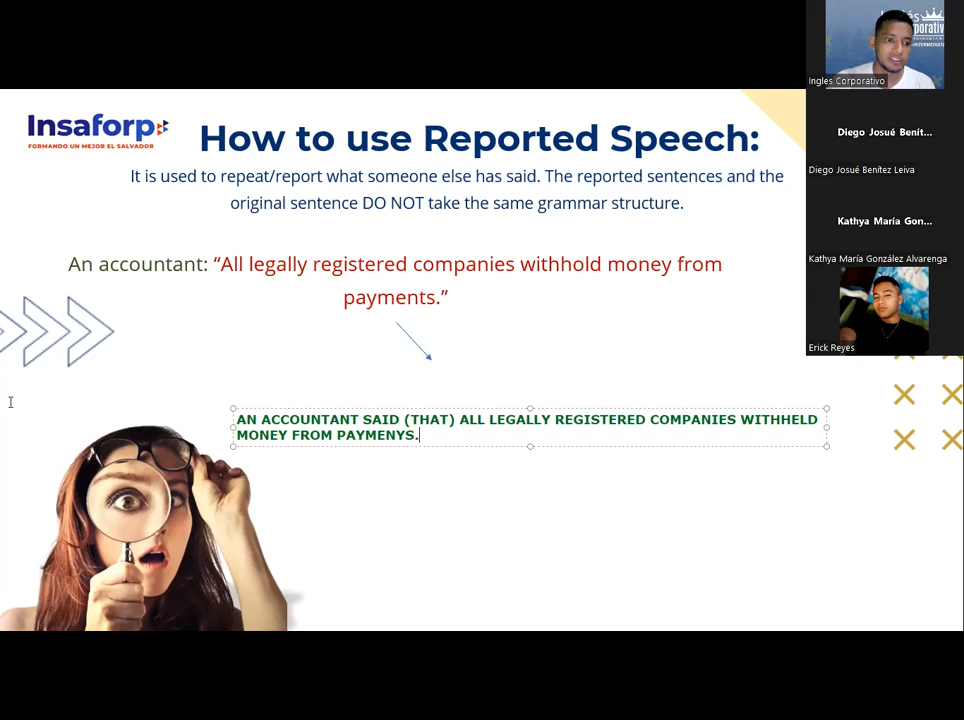 Insaforp
FORMANDO UN MEJOR EL SALVADOR
How to use Reported Speech:
It is used to repeat/report what someone else has said. The reported sentences and the
original sentence DO NOT take the same grammar structure.
An accountant: “All legally registered companies withhold money from
payments.”
AN ACCOUNTANT SAID (THAT) ALL LEGALLY REGISTERED COMPANIES WITHHELD
MONEY FROM PAYMENYS.
Ingles Corporativo
Diego Josué Benít...
Diego Josué Benítez Leiva
Kathya María Gon...
Kathya María González Alvarenga
Erick Reyes